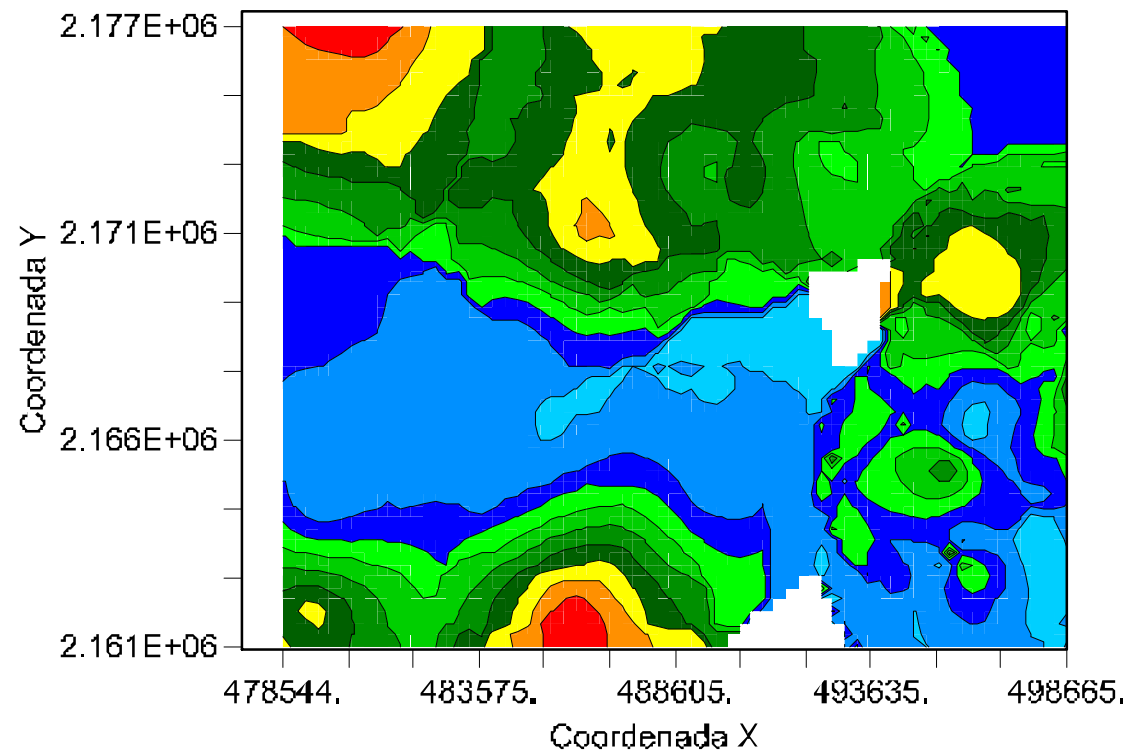 2.177E+06
2.171E+06
2.166E+06
2.161E+06
Coordenada Y
478544. 483575. 488605. 493635. 498665.
Coordenada X